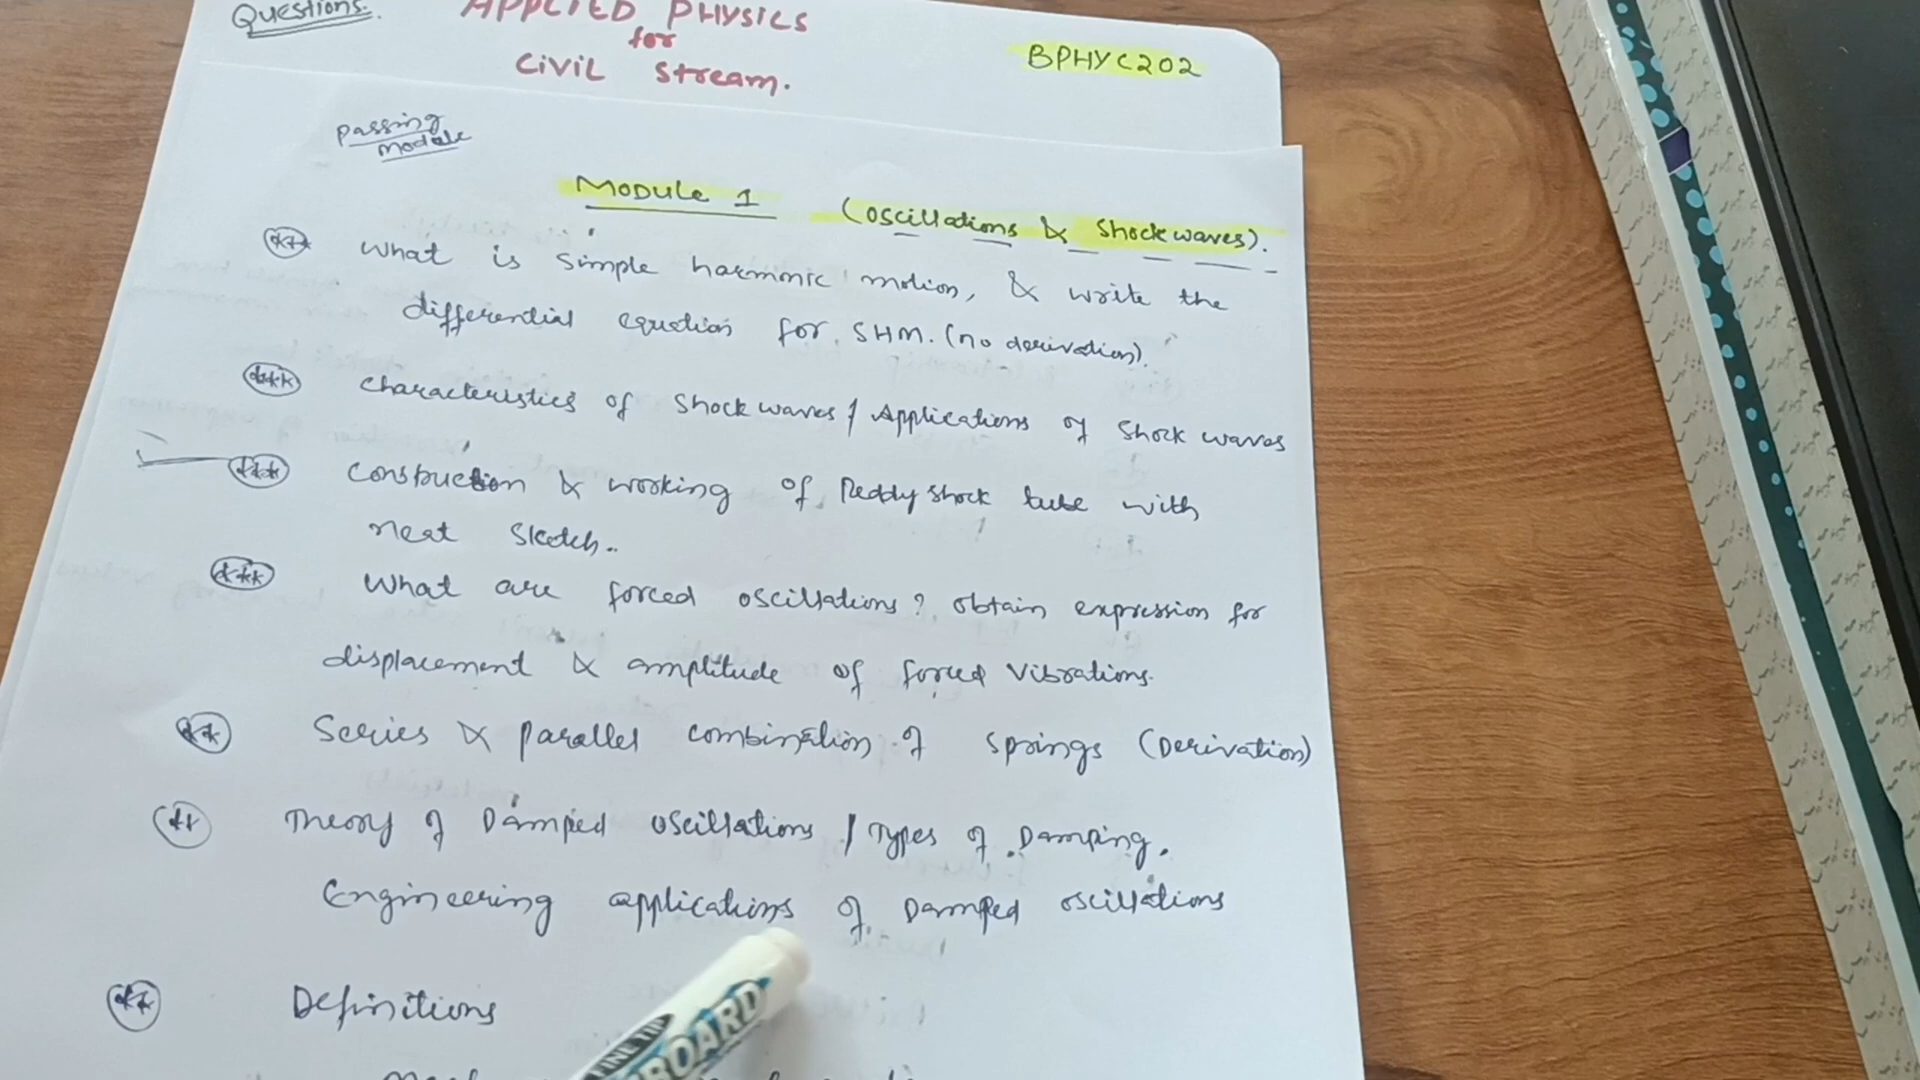 Questions.
APPLIED PHYSICS
for
CIVIL Stream.
BPHYC202
Passing
module
MODULE 1 (oscillations & Shock waves).
*** What is Simple harmonic motion, & write the
differential equation for SHM. (no derivation).
*** characteristics of shock waves / Applications of shock waves
*** construction & working of Reddy shock tube with
neat sketch..
*** What are forced oscillations? obtain expression for
displacement & amplitude of forced vibrations.
** Series & parallel combination of springs (Derivation)
** Theory of Damped oscillations / Types of Damping.
Engineering applications of Damped oscillations
** Definitions
FINE TIP
BOARD